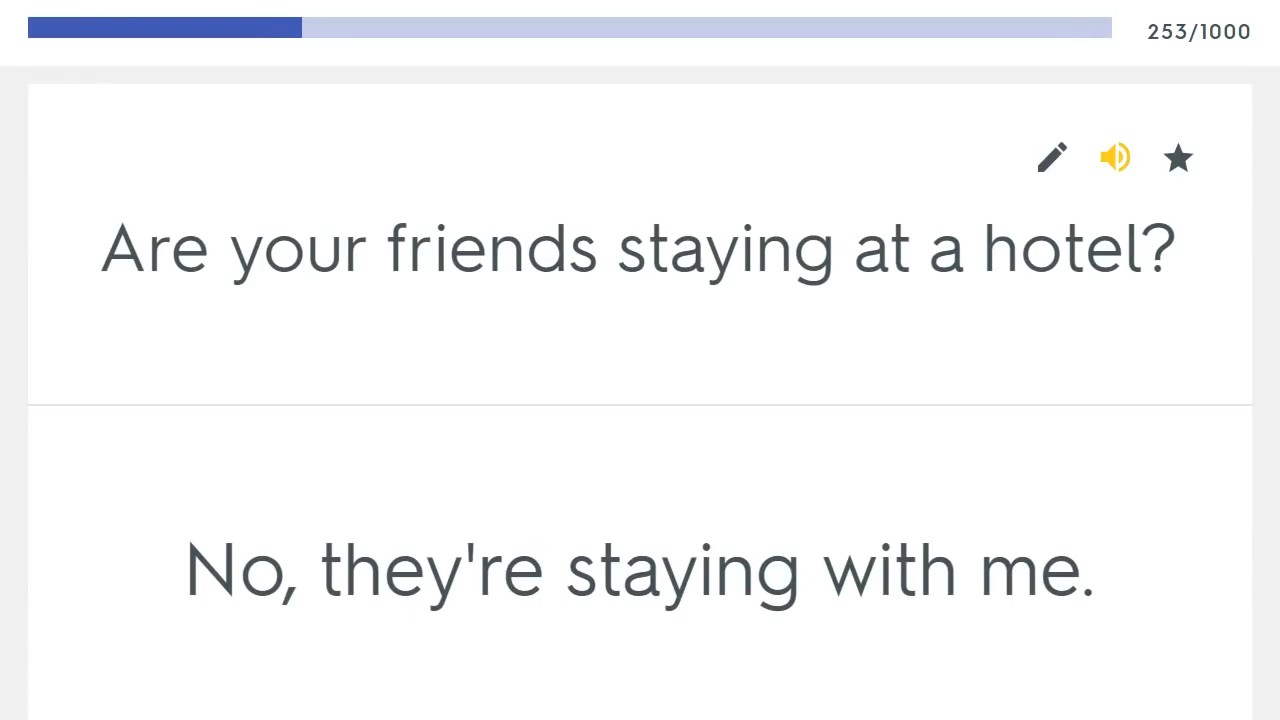 253/1000
Are your friends staying at a hotel?
No, they're staying with me.